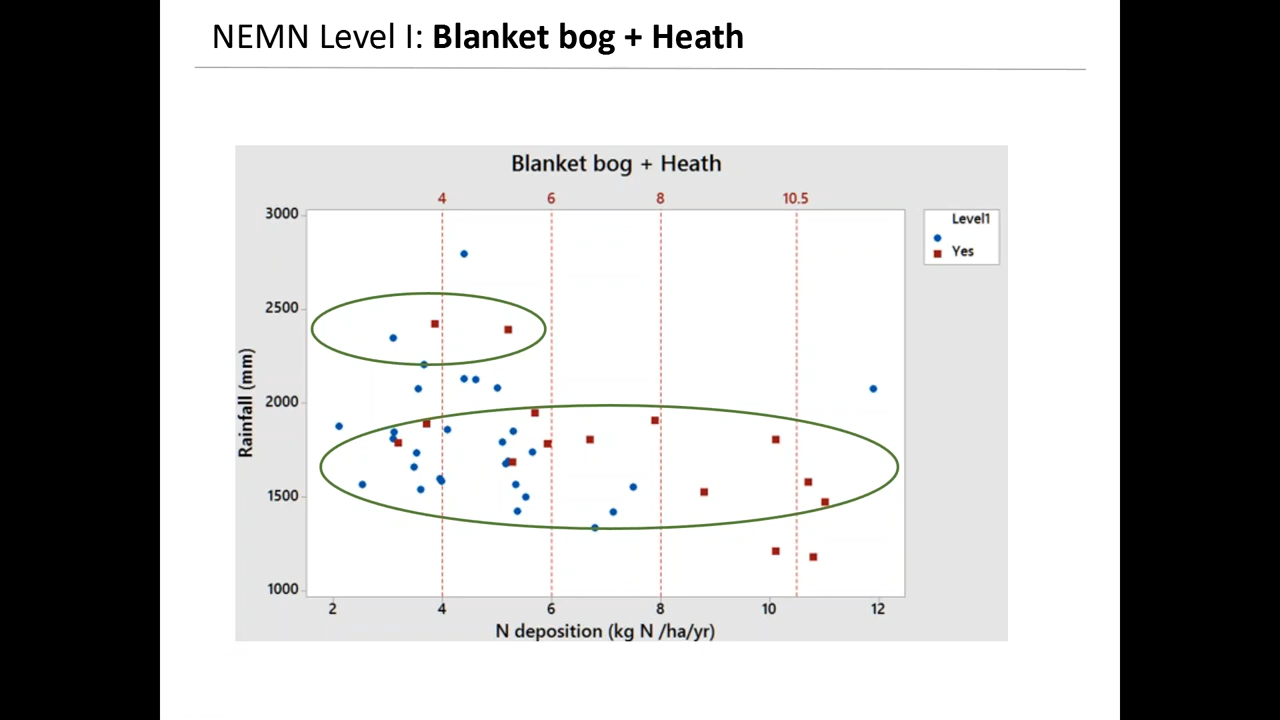 NEMN Level I: Blanket bog + Heath
Blanket bog + Heath
4 6 8 10.5
3000
2500
2000
1500
1000
Rainfall (mm)
2 4 6 8 10 12
N deposition (kg N /ha/yr)
Level1
Yes